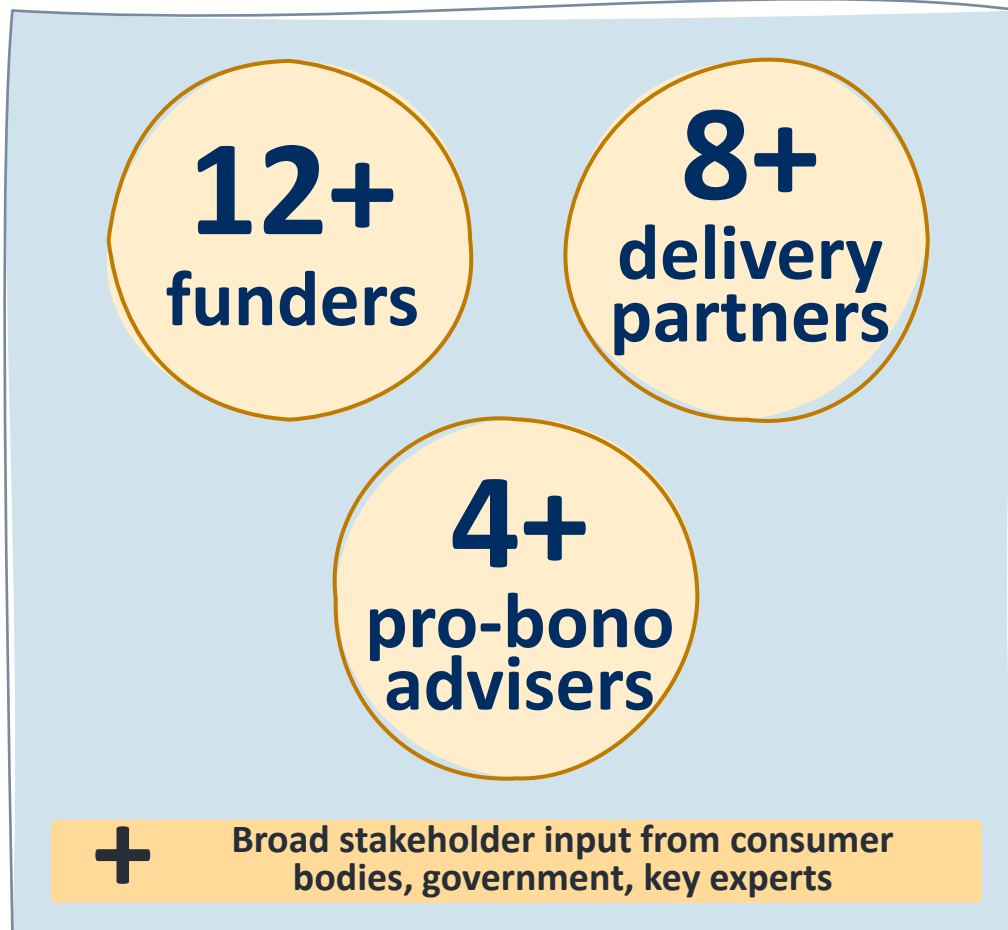 12+
funders
8+
delivery
partners
4+
pro-bono
advisers
+
Broad stakeholder input from consumer
bodies, government, key experts